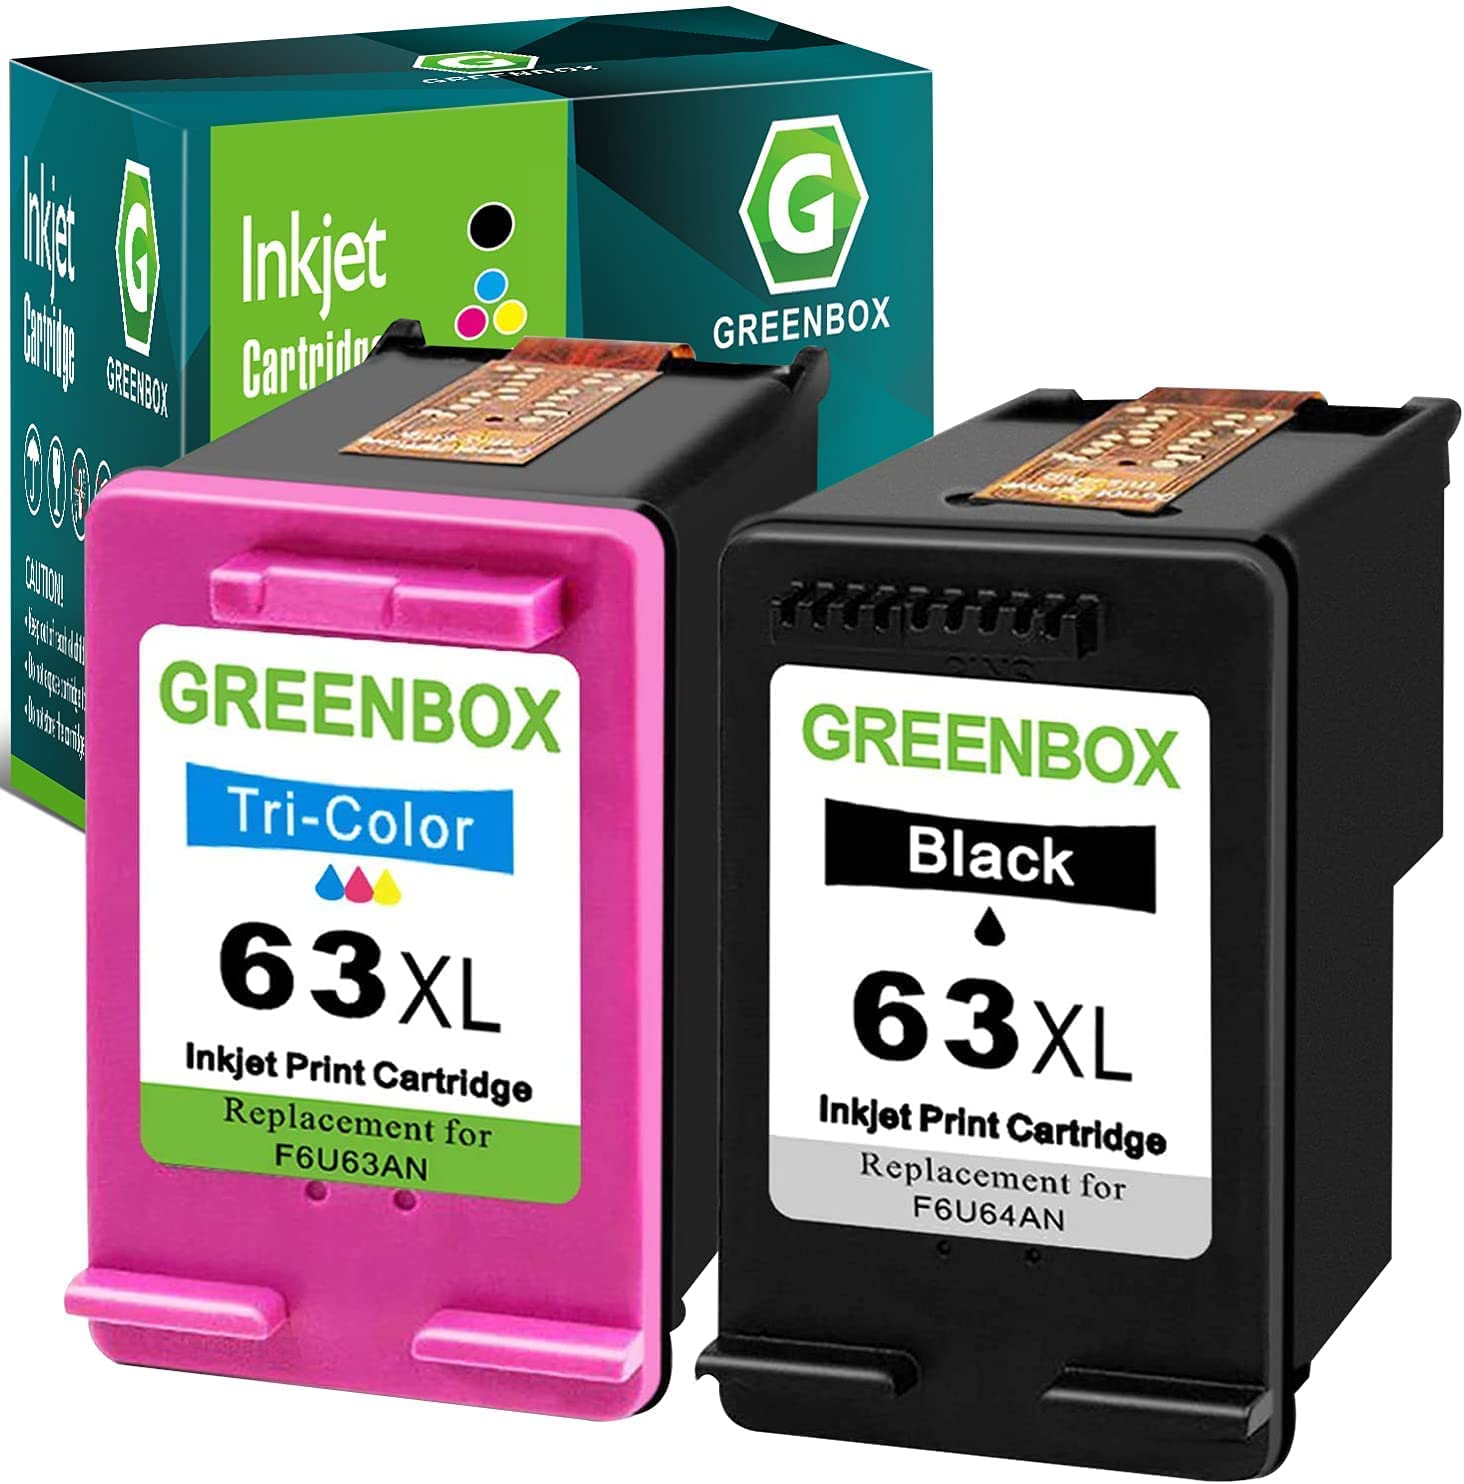 GREENBOX
Inkjet
Cartridge
G
GREENBOX
CAUTION!
Inkjet
Cartridge
G
GREENBOX
GREENBOX
Tri-Color
63XL
Inkjet Print Cartridge
Replacement for
F6U63AN
GREENBOX
Black
63XL
Inkjet Print Cartridge
Replacement for
F6U64AN